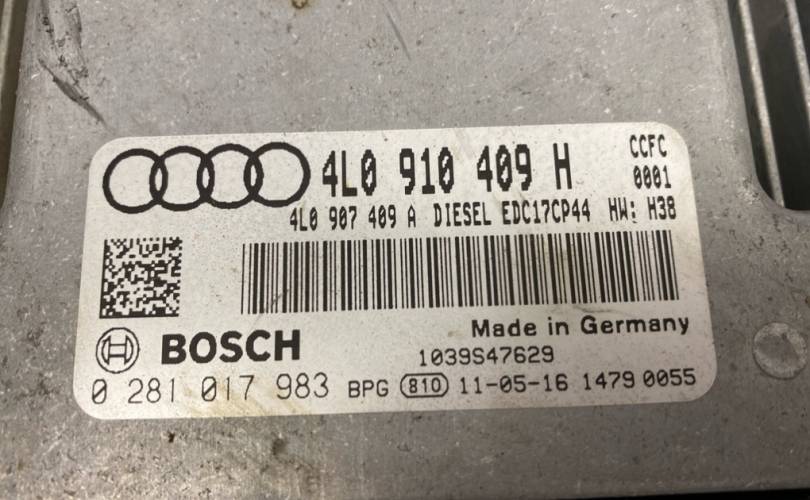 4L0 910 409 H
CCFC
0001
4L0 907 409 A DIESEL EDC17CP44 HW: H38
Made in Germany
BOSCH
1039S47629
0 281 017 983 BPG 810 11-05-16 1479 0055